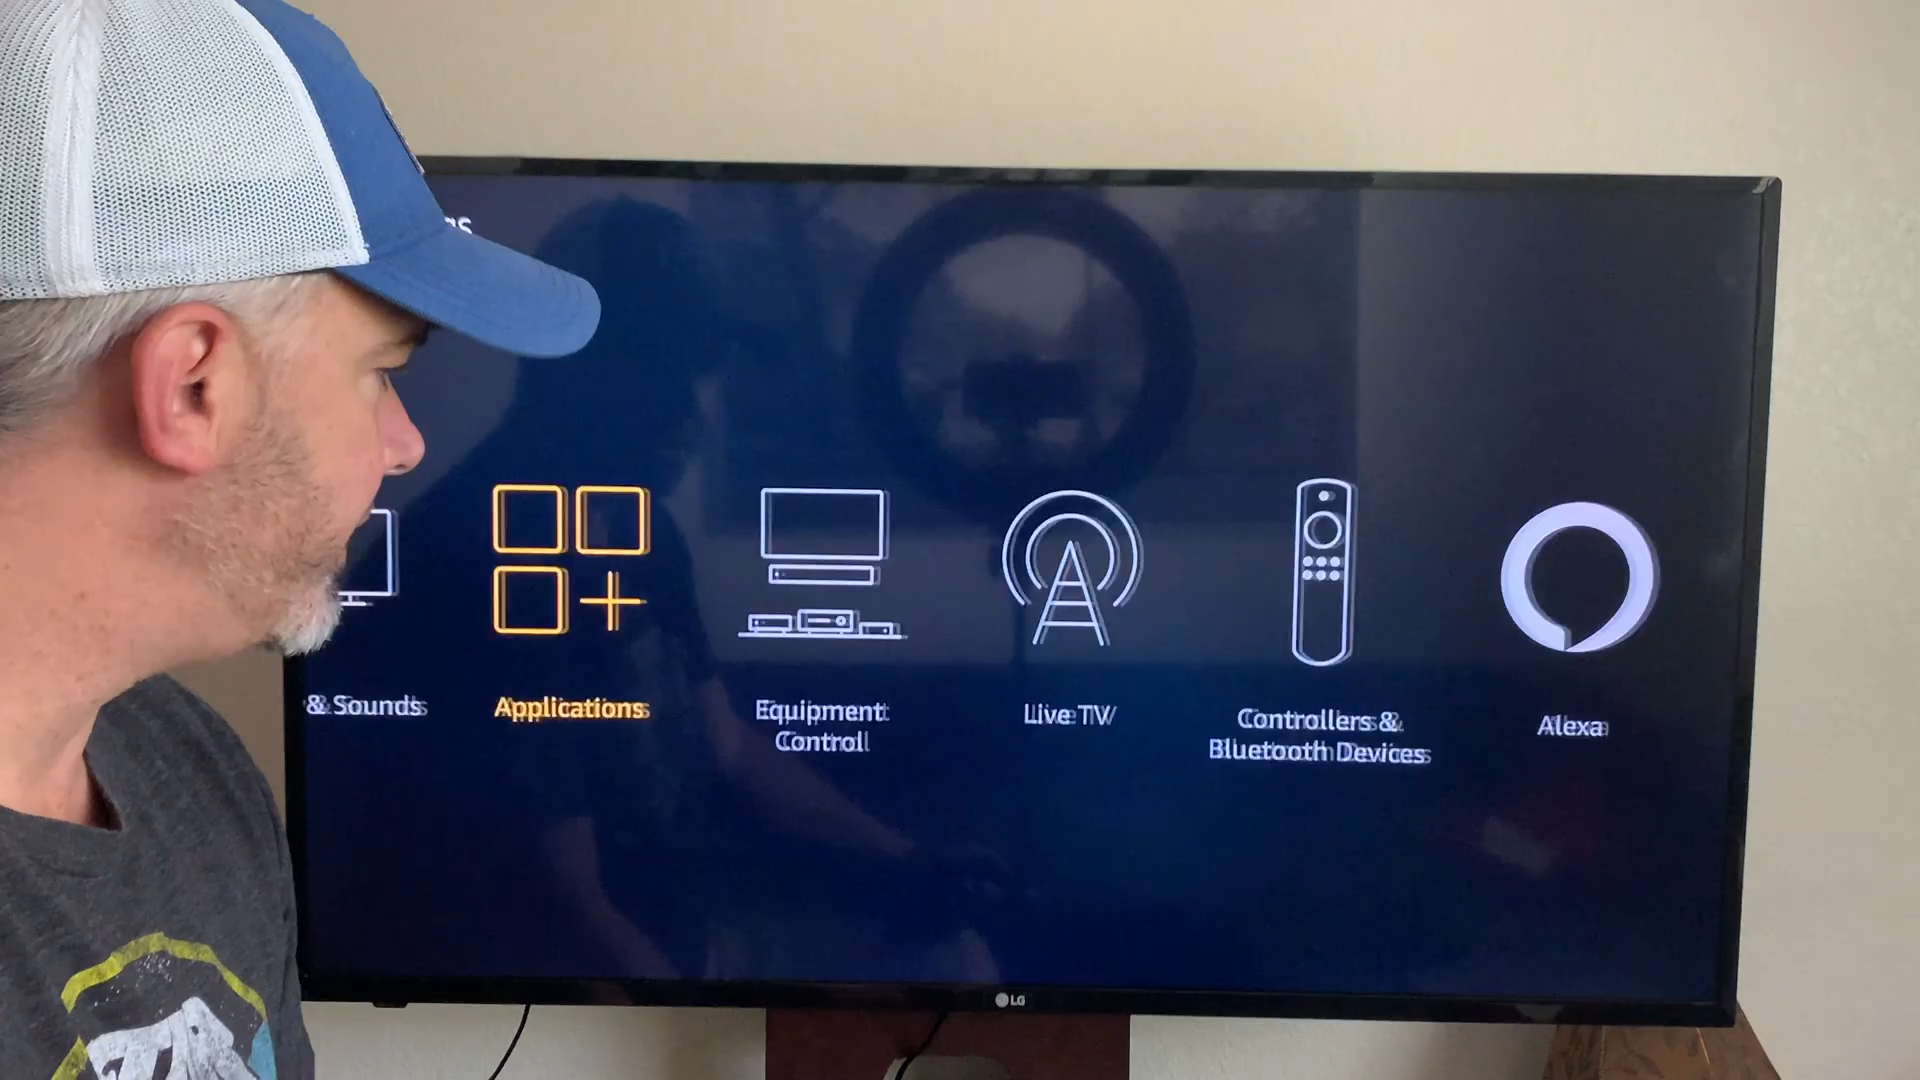 & Sounds
Applications
Equipment
Control
Live TV
Controllers &
Bluetooth Devices
Alexa
LG